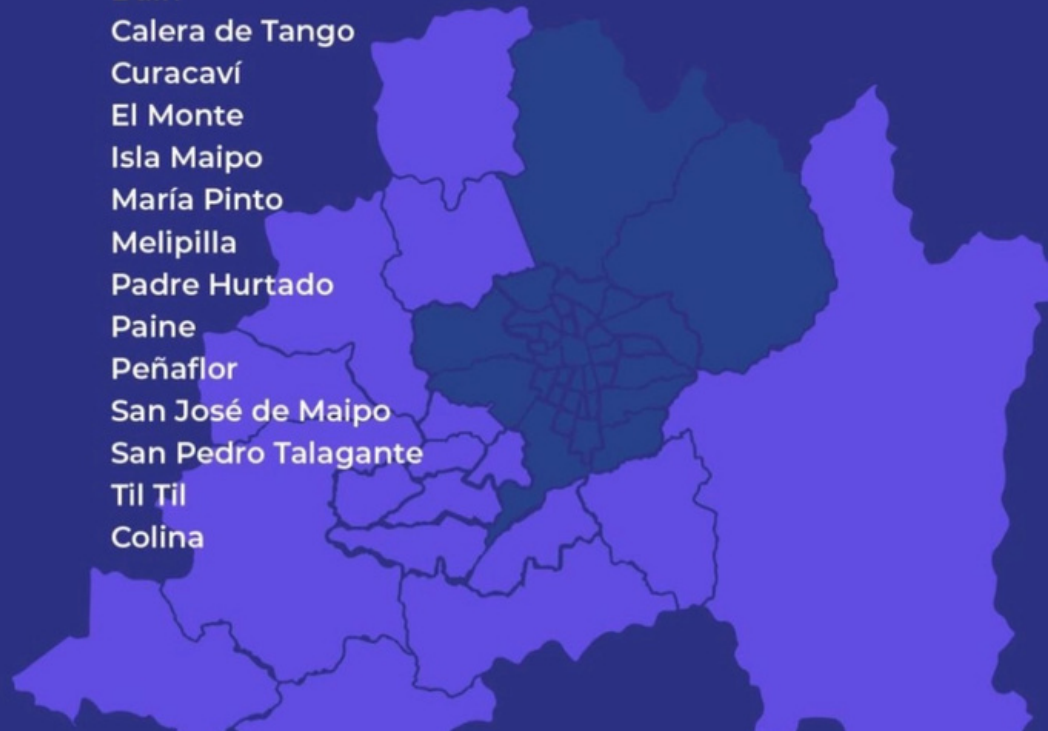 Calera de Tango
Curacaví
El Monte
Isla Maipo
María Pinto
Melipilla
Padre Hurtado
Paine
Peñaflor
San José de Maipo
San Pedro Talagante
Til Til
Colina